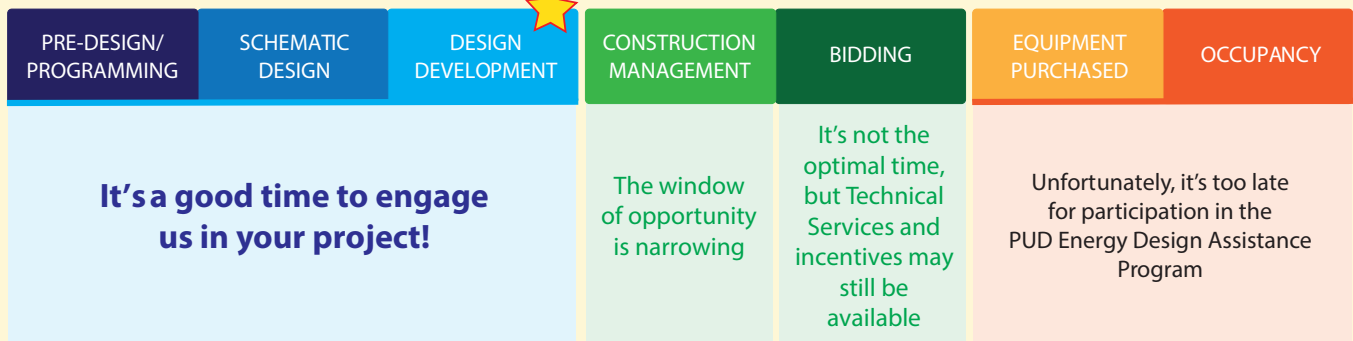 PRE-DESIGN/
PROGRAMMING
SCHEMATIC
DESIGN
DESIGN
DEVELOPMENT
CONSTRUCTION
MANAGEMENT
BIDDING
EQUIPMENT
PURCHASED
OCCUPANCY
It's a good time to engage
us in your project!
The window
of opportunity
is narrowing
It's not the
optimal time,
but Technical
Services and
incentives may
still be
available
Unfortunately, it's too late
for participation in the
PUD Energy Design Assistance
Program